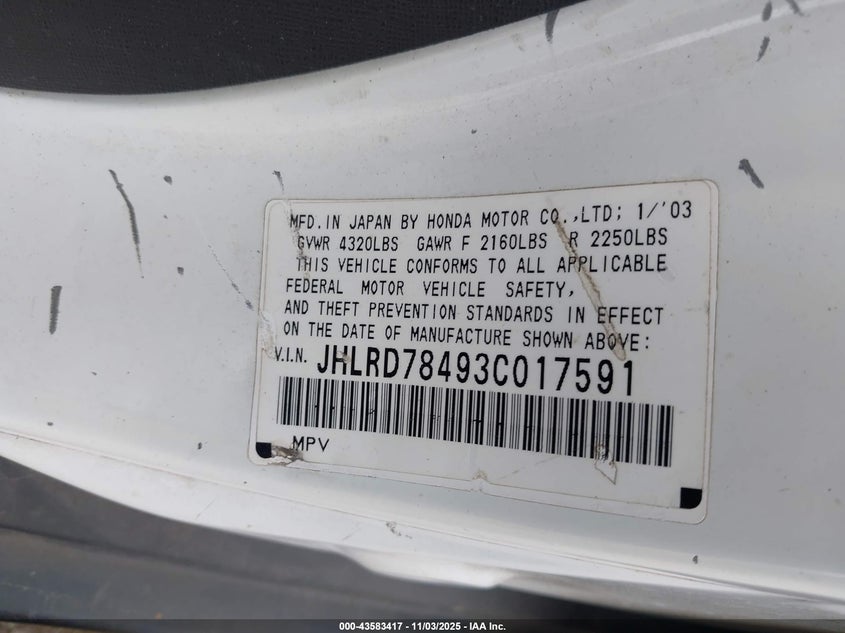 MFD. IN JAPAN BY HONDA MOTOR CO.,LTD; 1/'03
GVWR 4320LBS GAWR F 2160LBS R 2250LBS
THIS VEHICLE CONFORMS TO ALL APPLICABLE
FEDERAL MOTOR VEHICLE SAFETY,
AND THEFT PREVENTION STANDARDS IN EFFECT
ON THE DATE OF MANUFACTURE SHOWN ABOVE:
V.I.N. JHLRD78493C017591
MPV
000-43583417 - 11/03/2025 - IAA Inc.